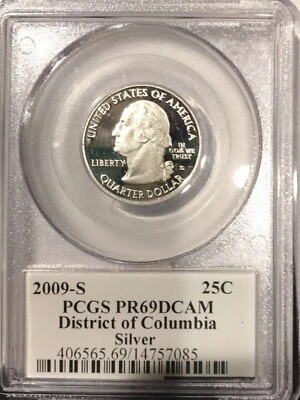 UNITED STATES OF AMERICA
LIBERTY
IN
GOD WE
TRUST
S
QUARTER DOLLAR
2009-S 25C
PCGS PR69DCAM
District of Columbia
Silver
406565.69/14757085